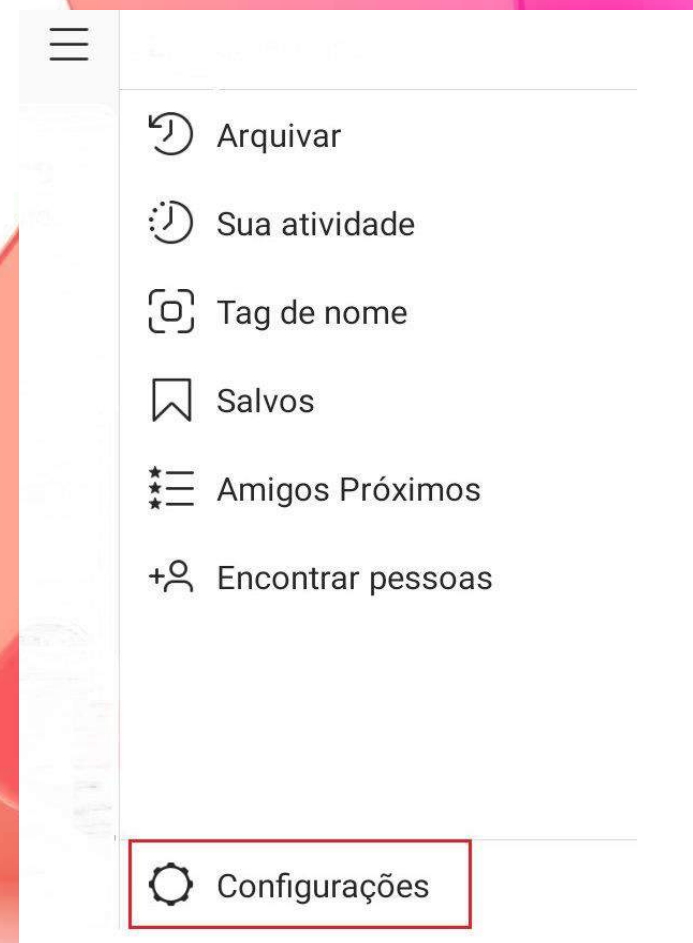 Arquivar
Sua atividade
Tag de nome
Salvos
Amigos Próximos
Encontrar pessoas
Configurações